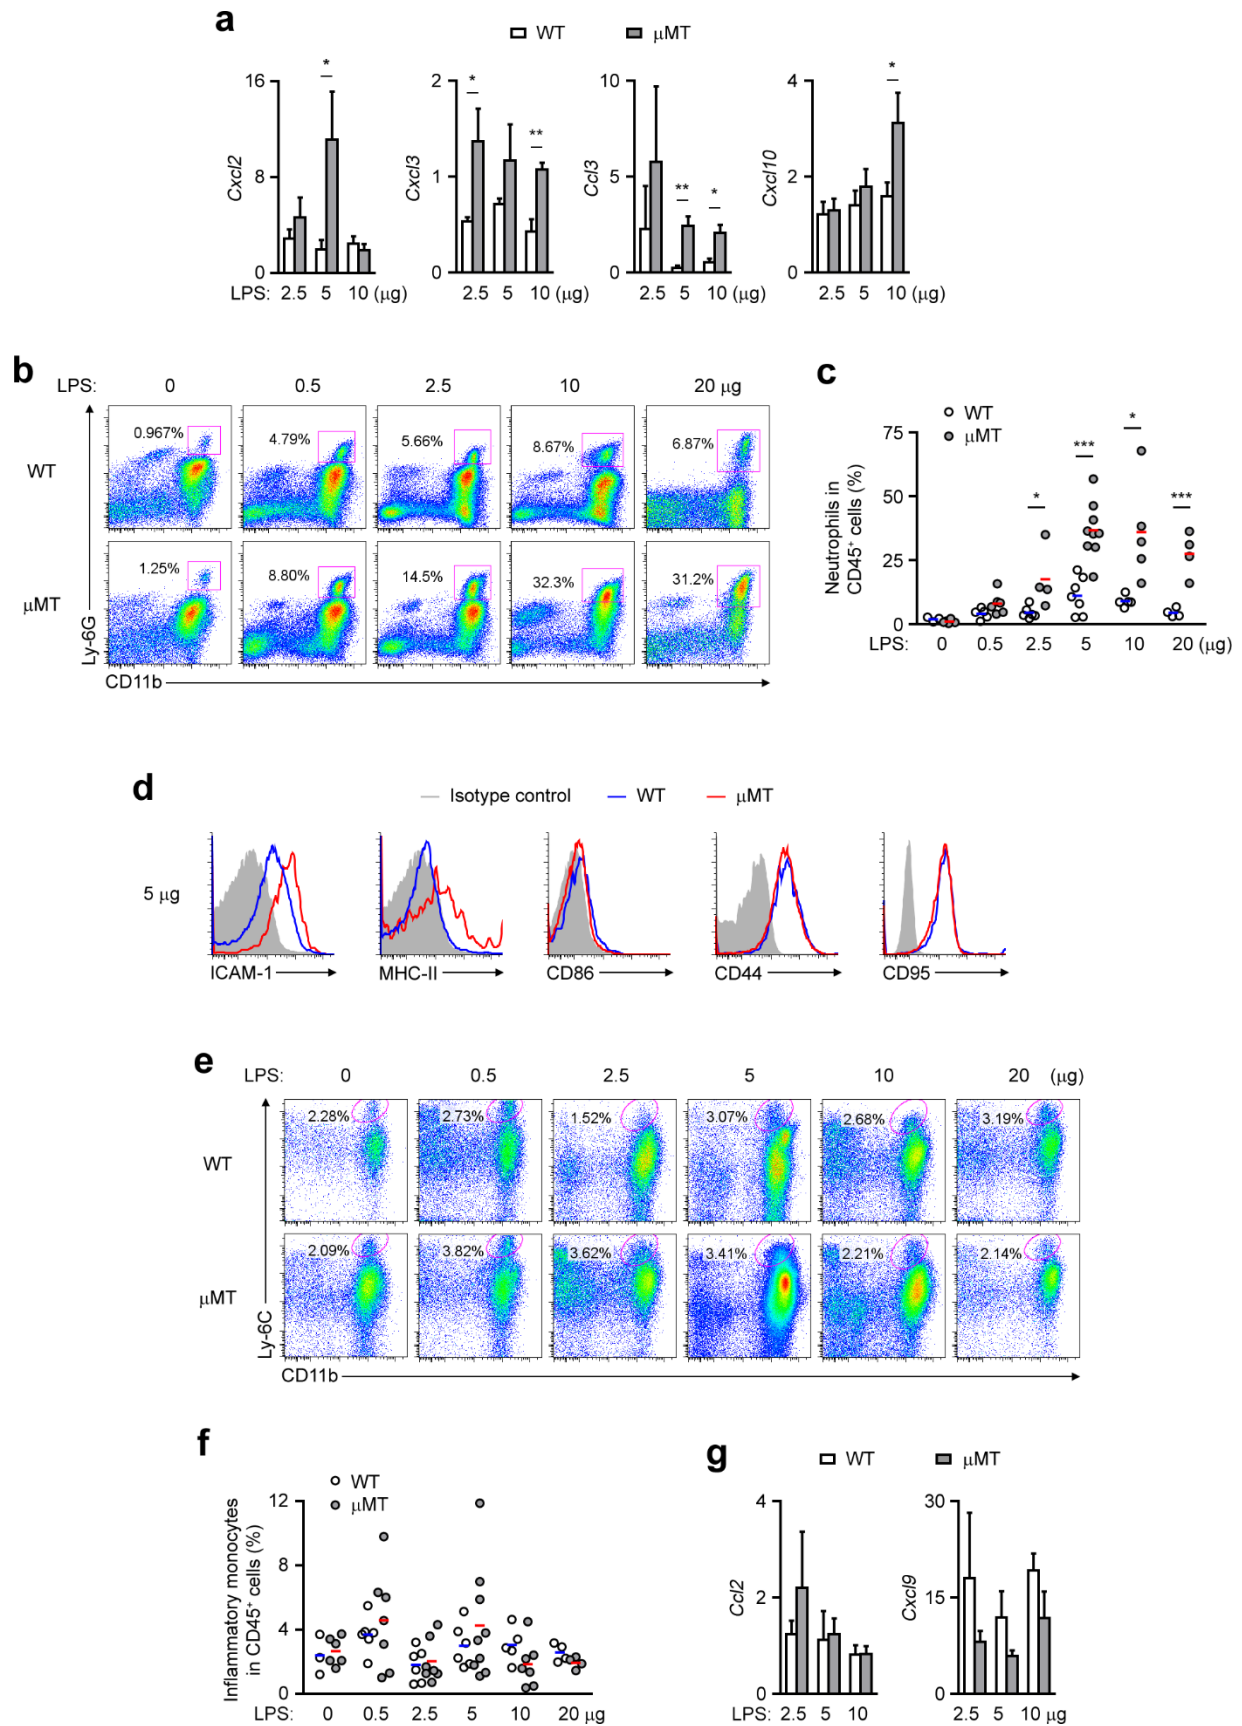 a
WT μMT
16 8 0 Cxcl2
2 1 0 Cxcl3
10 5 0 Ccl3
4 2 0 Cxcl10
* * ** ** * *
LPS: 2.5 5 10 (μg) 2.5 5 10 (μg) 2.5 5 10 (μg) 2.5 5 10 (μg)
b
LPS: 0 0.5 2.5 10 20 μg
WT 0.967% 4.79% 5.66% 8.67% 6.87%
μMT 1.25% 8.80% 14.5% 32.3% 31.2%
Ly-6G
CD11b
c
WT
μMT
75 50 25 0
Neutrophils in
CD45⁺ cells (%)
* *** * ***
LPS: 0 0.5 2.5 5 10 20 (μg)
d
Isotype control WT μMT
5 μg
ICAM-1 MHC-II CD86 CD44 CD95
e
LPS: 0 0.5 2.5 5 10 20 (μg)
WT 2.28% 2.73% 1.52% 3.07% 2.68% 3.19%
μMT 2.09% 3.82% 3.62% 3.41% 2.21% 2.14%
Ly-6C
CD11b
f
WT
μMT
12 8 4 0
Inflammatory monocytes
in CD45⁺ cells (%)
LPS: 0 0.5 2.5 5 10 20 μg
g
WT μMT
4 2 0 Ccl2
30 15 0 Cxcl9
LPS: 2.5 5 10 2.5 5 10 μg